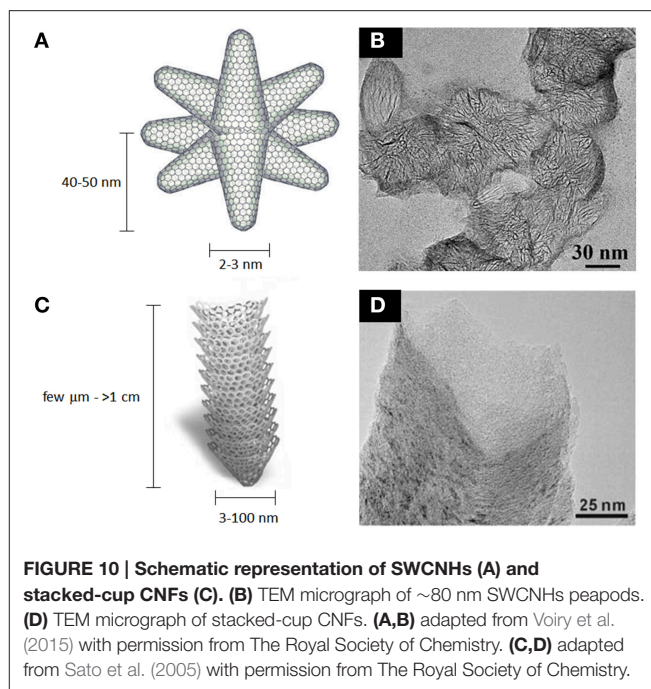 A
40-50 nm
2-3 nm
B
30 nm
C
few μm - >1 cm
3-100 nm
D
25 nm
FIGURE 10 | Schematic representation of SWCNHs (A) and
stacked-cup CNFs (C). (B) TEM micrograph of ∼80 nm SWCNHs peapods.
(D) TEM micrograph of stacked-cup CNFs. (A,B) adapted from Voiry et al.
(2015) with permission from The Royal Society of Chemistry. (C,D) adapted
from Sato et al. (2005) with permission from The Royal Society of Chemistry.